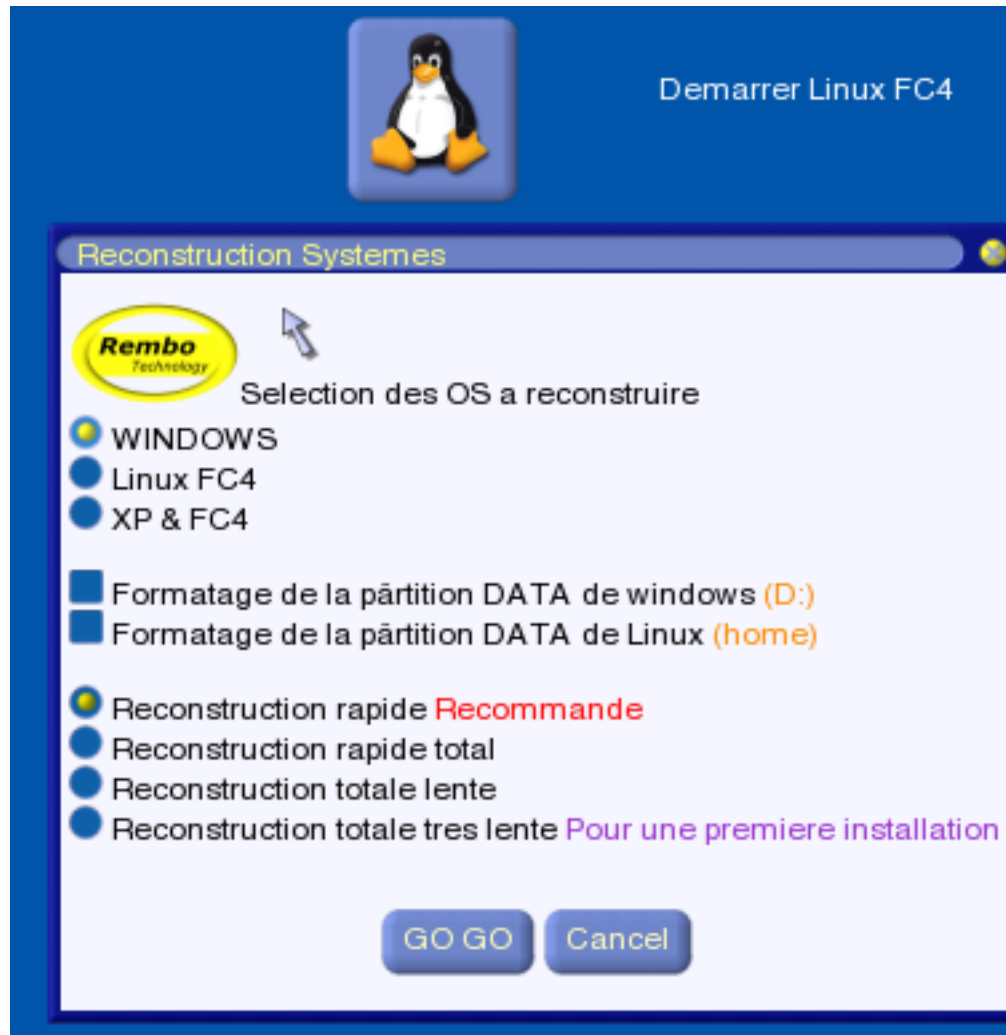 Demarrer Linux FC4
Reconstruction Systemes
Rembo
Technology
Selection des OS a reconstruire
WINDOWS
Linux FC4
XP & FC4
Formatage de la pārtition DATA de windows (D:)
Formatage de la pārtition DATA de Linux (home)
Reconstruction rapide Recommande
Reconstruction rapide total
Reconstruction totale lente
Reconstruction totale tres lente Pour une premiere installation
GO GO Cancel